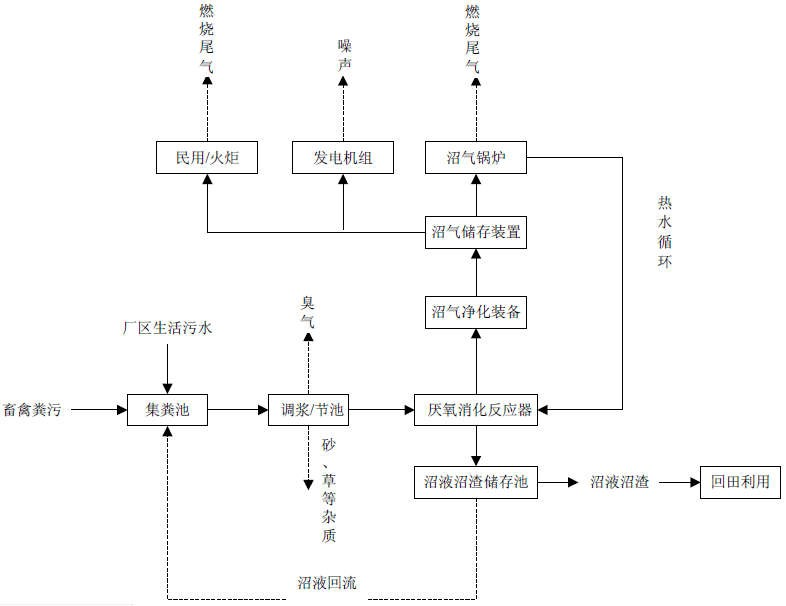 燃烧尾气
噪声
燃烧尾气
民用/火炬
发电机组
沼气锅炉
热水循环
沼气储存装置
臭气
沼气净化装备
厂区生活污水
畜禽粪污
集粪池
调浆/节池
厌氧消化反应器
砂、草等杂质
沼液沼渣储存池
沼液沼渣
回田利用
沼液回流